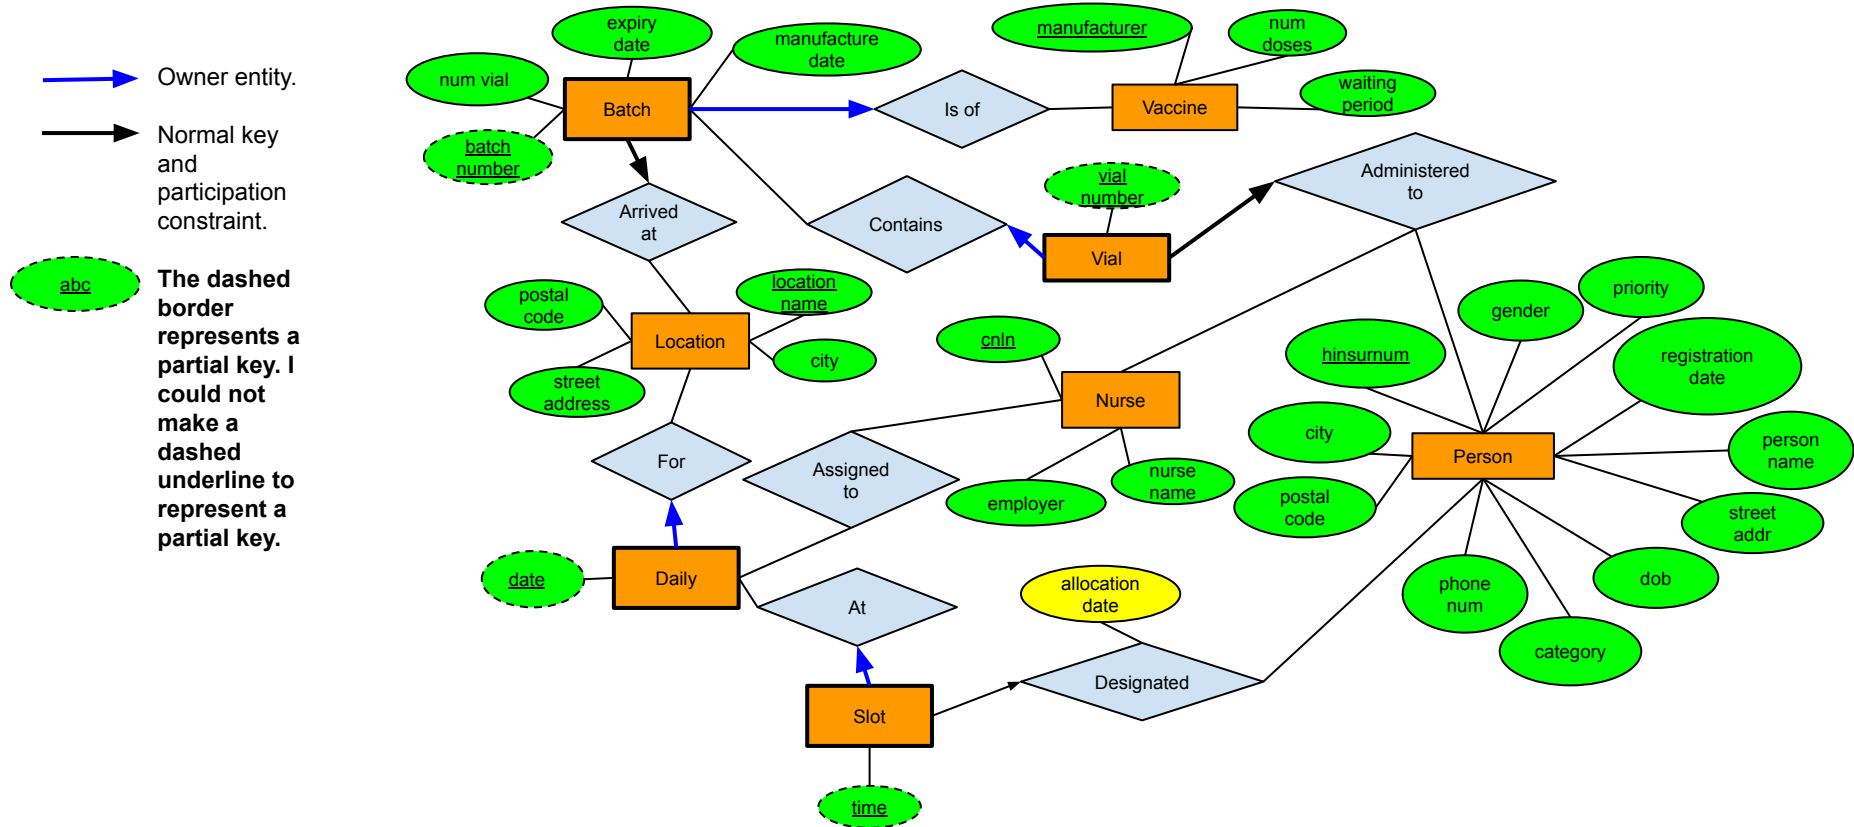 Owner entity.
Normal key
and
participation
constraint.
abc
The dashed
border
represents a
partial key. I
could not
make a
dashed
underline to
represent a
partial key.
expiry
date
manufacture
date
num vial
Batch
batch
number
manufacturer
num
doses
waiting
period
Is of
Vaccine
vial
number
Administered
to
Arrived
at
Contains
Vial
postal
code
location
name
Location
city
street
address
cnln
Nurse
employer
nurse
name
gender
priority
hinsurnum
registration
date
city
Person
person
name
postal
code
street
addr
phone
num
dob
category
For
Assigned
to
date
Daily
At
allocation
date
Designated
Slot
time